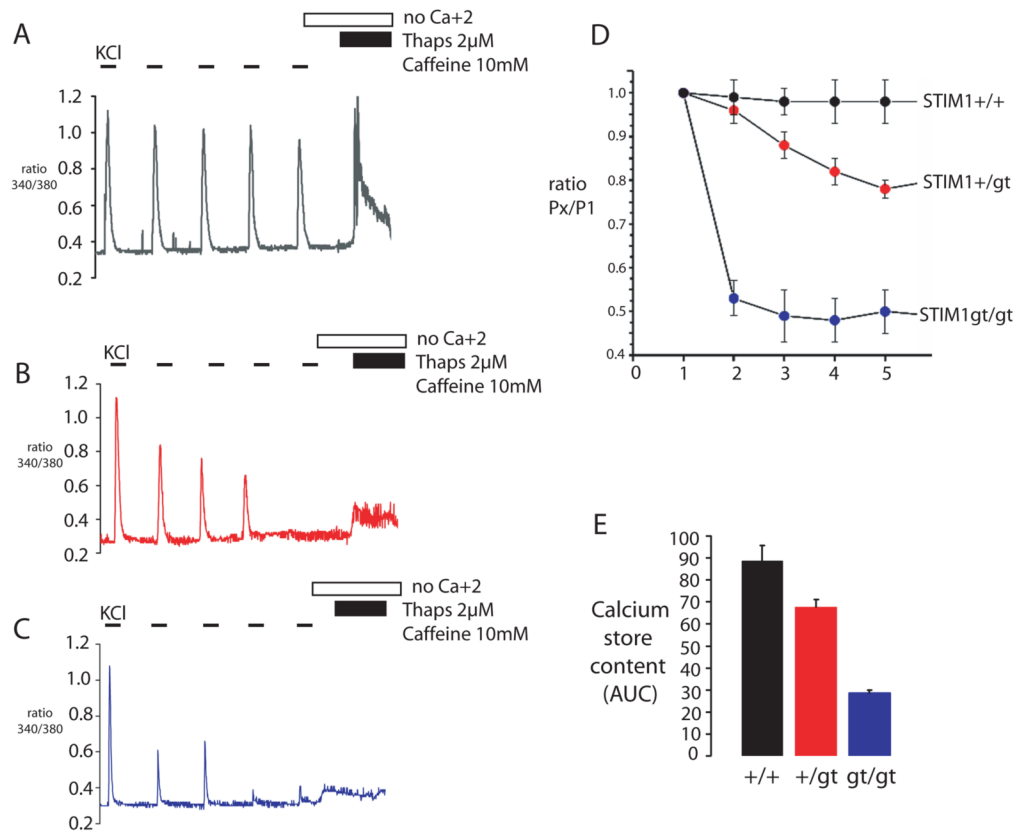 A
no Ca+2
Thaps 2µM
KCl
Caffeine 10mM
1.2
1.0
ratio
340/380
0.8
0.6
0.4
0.2
B
no Ca+2
KCl
Thaps 2µM
Caffeine 10mM
1.2
1.0
ratio
340/380
0.8
0.6
0.4
0.2
C
no Ca+2
KCl
Thaps 2µM
Caffeine 10mM
1.2
1.0
ratio
340/380
0.8
0.6
0.4
0.2
D
1.0
0.9
0.8
0.7
0.6
0.5
0.4
ratio
Px/P1
STIM1+/+
STIM1+/gt
STIM1gt/gt
0 1 2 3 4 5
E
100
90
80
70
60
50
40
30
90
10
0
Calcium
store
content
(AUC)
+/+ +/gt gt/gt